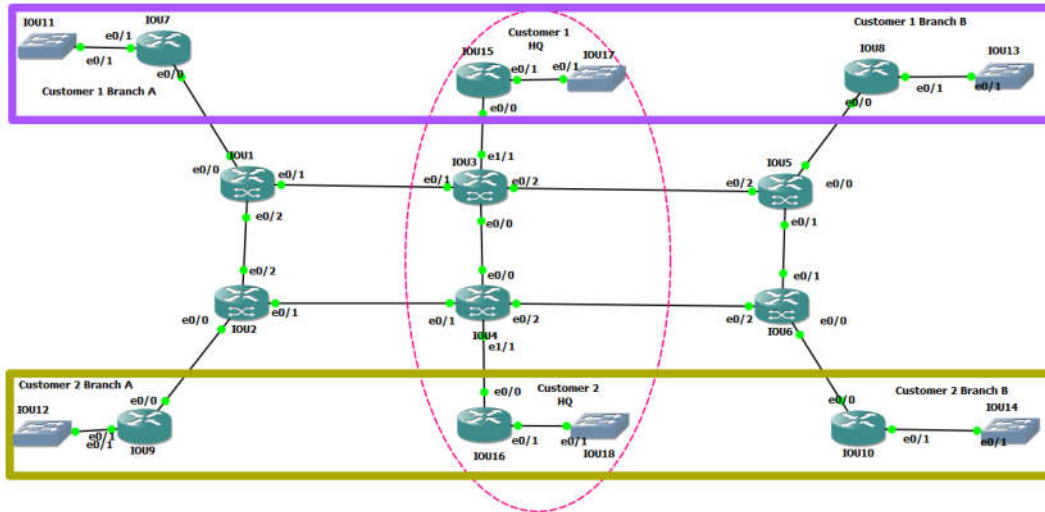 IOU11
e0/1
IOU7
e0/1
e0/0
Customer 1 Branch A
Customer 1
HQ
IOU15
e0/1
e0/1
IOU17
e0/0
Customer 1 Branch B
IOU8
IOU13
e0/0
e0/1
e0/1
IOU1
e0/0
e0/1
e0/2
e1/1
IOU3
e0/1
e0/2
e0/0
IOU5
e0/2
e0/0
e0/1
e0/2
e0/0
e0/1
IOU2
e0/0
e0/1
e0/2
IOU4
e1/1
e0/1
e0/2
e0/0
IOU6
Customer 2 Branch A
IOU12
e0/0
e0/1
e0/1
IOU9
e0/0
Customer 2
HQ
e0/1
e0/1
IOU16
IOU18
Customer 2 Branch B
e0/0
IOU14
e0/1
e0/1
IOU10